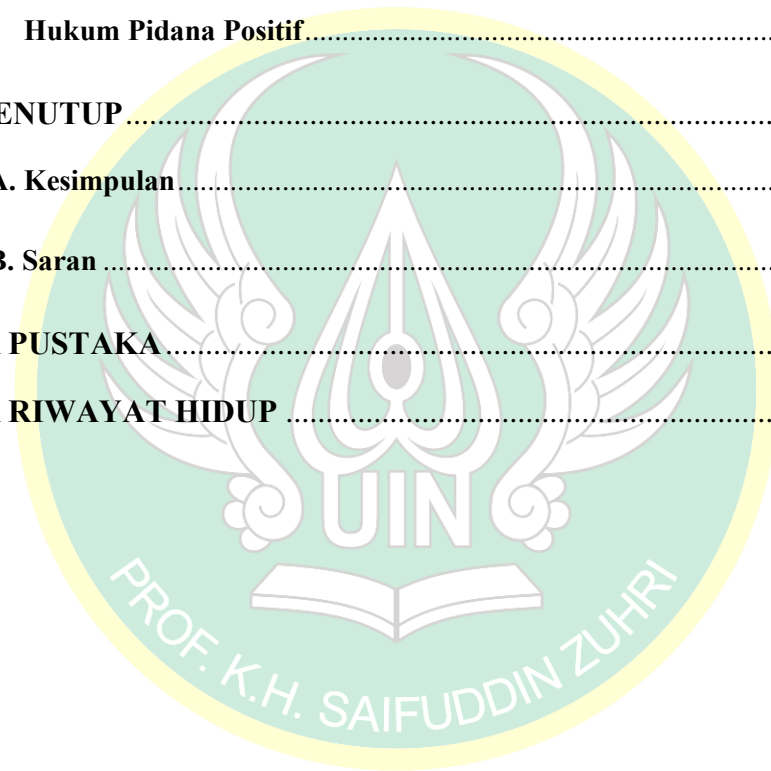 Hukum Pidana Positif........................................................
ENUTUP..............................................................................
A. Kesimpulan.........................................................................
B. Saran ..................................................................................
PUSTAKA.........................................................................
RIWAYAT HIDUP ..........................................................
UIN
PROF. K.H. SAIFUDDIN ZUHRI